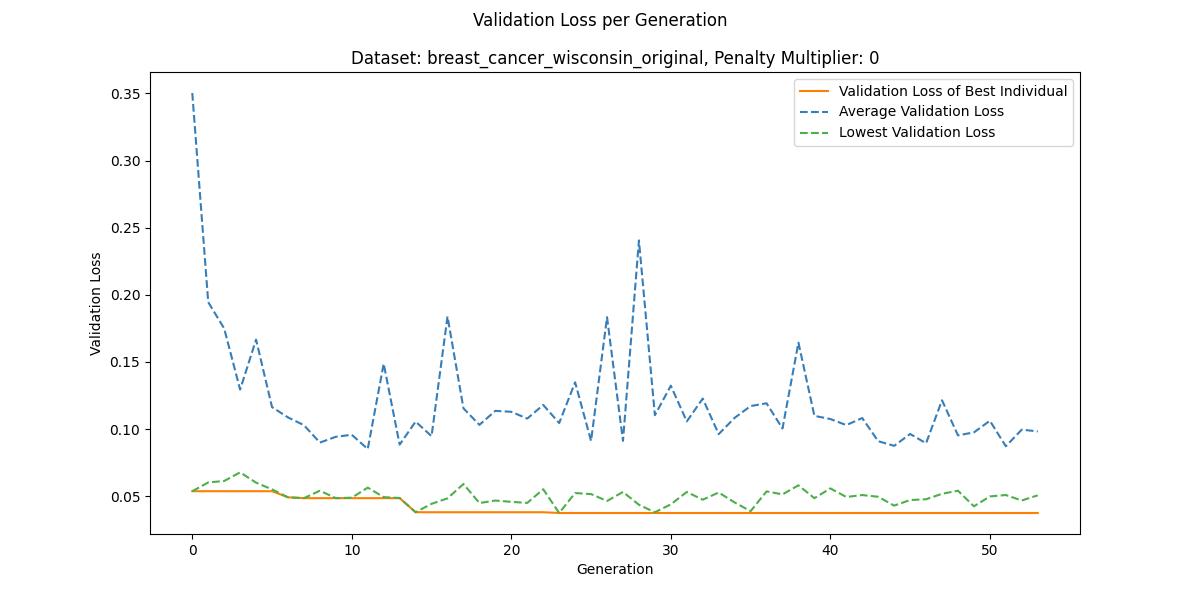 Validation Loss per Generation
Dataset: breast_cancer_wisconsin_original, Penalty Multiplier: 0
Validation Loss of Best Individual
Average Validation Loss
Lowest Validation Loss
0.35
0.30
0.25
0.20
0.15
0.10
0.05
Validation Loss
0 10 20 30 40 50
Generation